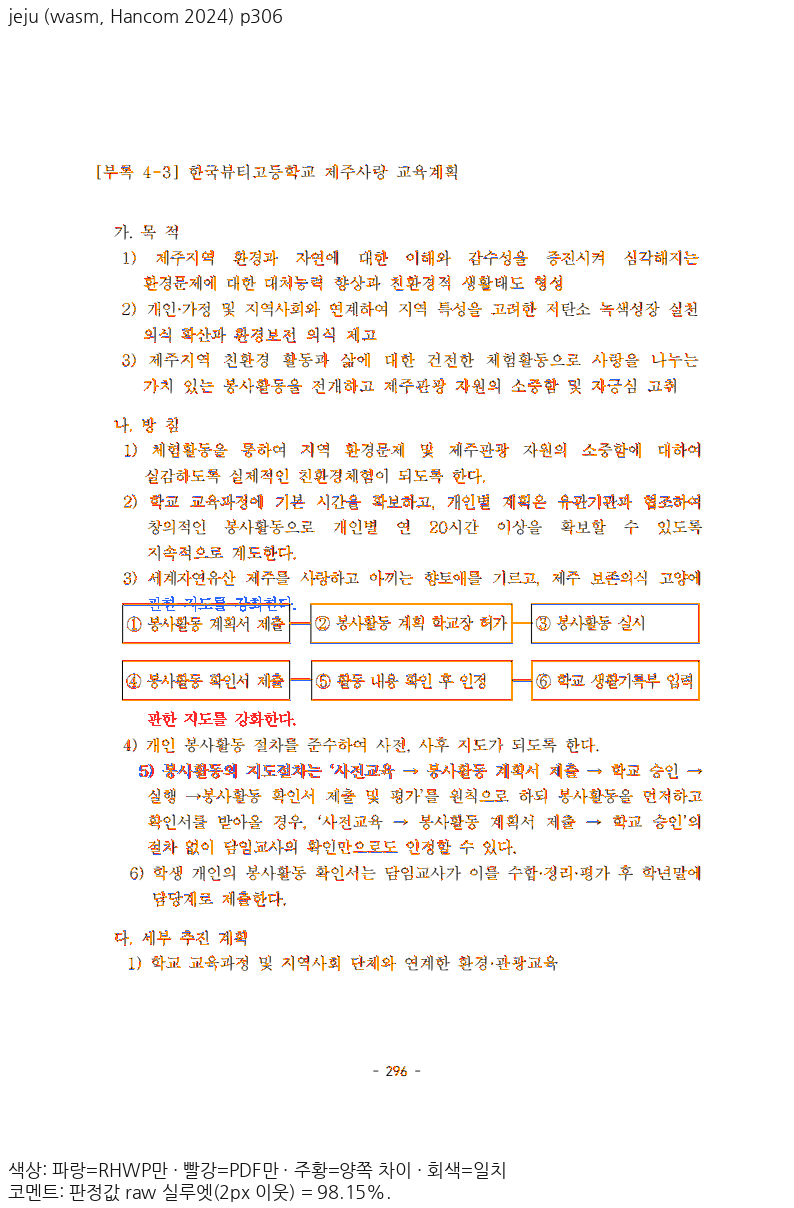 jeju (wasm, Hancom 2024) p306
[부록 4-3] 한국뷰티고등학교 제주사랑 교육계획
가. 목 적
1) 제주지역 환경과 자연에 대한 이해와 감수성을 증진시켜 심각해지는
환경문제에 대한 대처능력 향상과 친환경적 생활태도 형성
2) 개인·가정 및 지역사회와 연계하여 지역 특성을 고려한 저탄소 녹색성장 실천
의식 확산과 환경보전 의식 제고
3) 제주지역 친환경 활동과 삶에 대한 건전한 체험활동으로 사랑을 나누는
가치 있는 봉사활동을 전개하고 제주관광 자원의 소중함 및 자긍심 고취
나. 방 침
1) 체험활동을 통하여 지역 환경문제 및 제주관광 자원의 소중함에 대하여
실감하도록 실제적인 친환경체험이 되도록 한다.
2) 학교 교육과정에 기본 시간을 확보하고, 개인별 계획은 유관기관과 협조하여
창의적인 봉사활동으로 개인별 연 20시간 이상을 확보할 수 있도록
지속적으로 계도한다.
3) 세계자연유산 제주를 사랑하고 아끼는 향토애를 기르고, 제주 보존의식 고양에
관한 지도를 강화한다.
① 봉사활동 계획서 제출 ② 봉사활동 계획 학교장 허가 ③ 봉사활동 실시
④ 봉사활동 확인서 제출 ⑤ 활동 내용 확인 후 인정 ⑥ 학교 생활기록부 입력
관한 지도를 강화한다.
4) 개인 봉사활동 절차를 준수하여 사전, 사후 지도가 되도록 한다.
5) 봉사활동의 지도절차는 ‘사전교육 → 봉사활동 계획서 제출 → 학교 승인 →
실행 →봉사활동 확인서 제출 및 평가’를 원칙으로 하되 봉사활동을 먼저하고
확인서를 받아올 경우, ‘사전교육 → 봉사활동 계획서 제출 → 학교 승인’의
절차 없이 담임교사의 확인만으로도 인정할 수 있다.
6) 학생 개인의 봉사활동 확인서는 담임교사가 이를 수합·정리·평가 후 학년말에
담당계로 제출한다.
다. 세부 추진 계획
1) 학교 교육과정 및 지역사회 단체와 연계한 환경·관광교육
- 296 -
색상: 파랑=RHWP만 · 빨강=PDF만 · 주황=양쪽 차이 · 회색=일치
코멘트: 판정값 raw 실루엣(2px 이웃) = 98.15%.